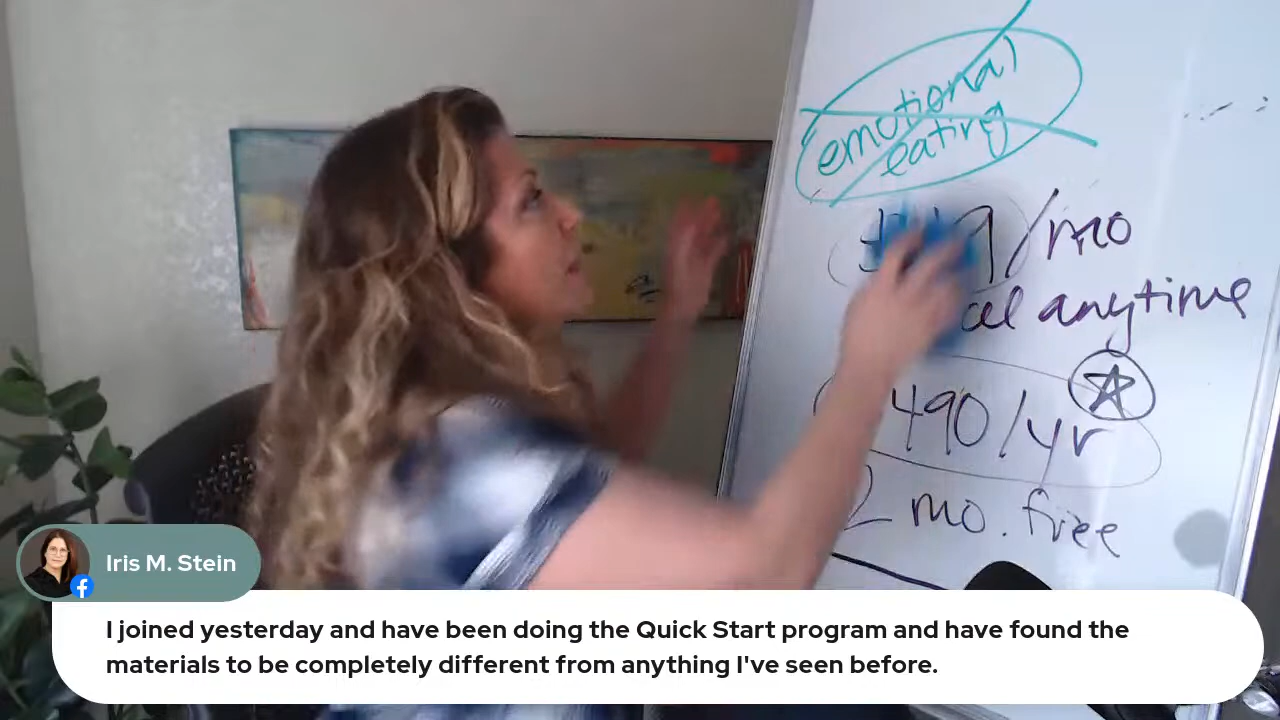 emotional
eating
/mo
anytime
490/yr
2 mo. free
Iris M. Stein
I joined yesterday and have been doing the Quick Start program and have found the
materials to be completely different from anything I've seen before.